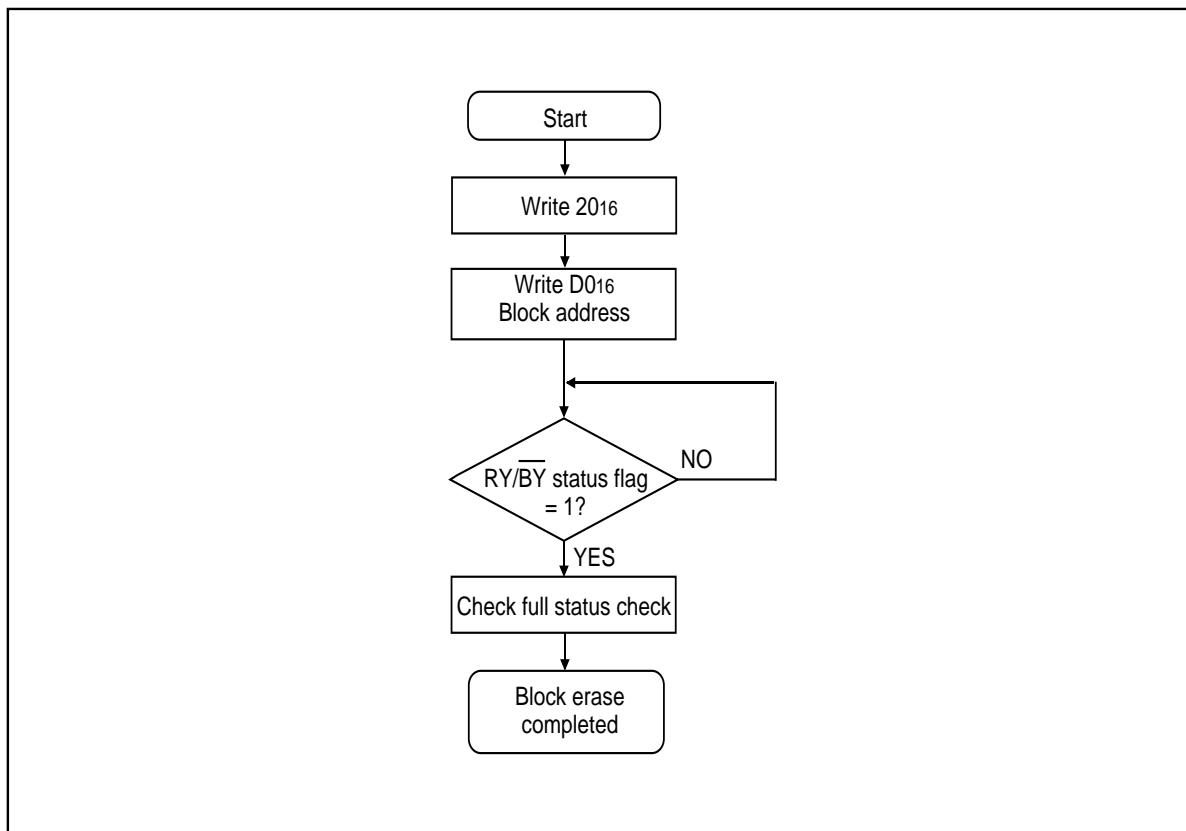 Start
Write 20₁₆
Write D0₁₆
Block address
RY/B̅Y̅ status flag
= 1?
NO
YES
Check full status check
Block erase
completed